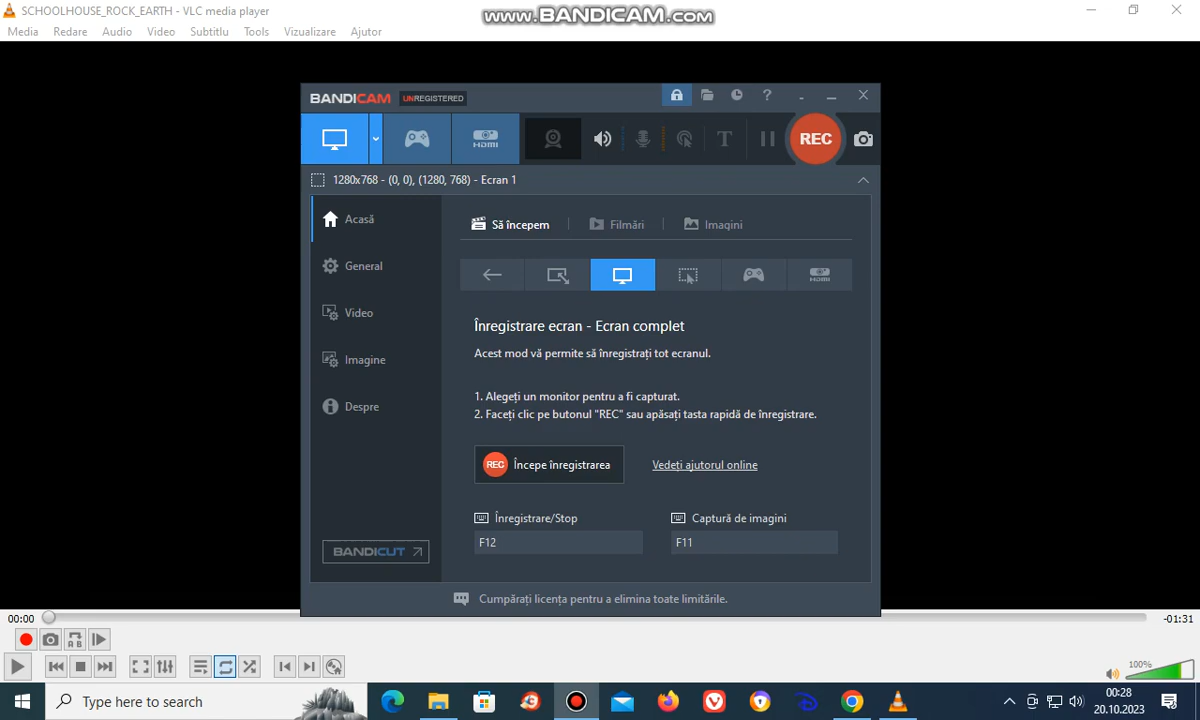 SCHOOLHOUSE_ROCK_EARTH - VLC media player
www.BANDICAM.com
Media Redare Audio Video Subtitlu Tools Vizualizare Ajutor
BANDICAM UNREGISTERED
?
HDMI T REC
1280x768 - (0, 0), (1280, 768) - Ecran 1
Acasă
General
Video
Imagine
Despre
BANDICUT
Să începem Filmări Imagini
HDMI
Înregistrare ecran - Ecran complet
Acest mod vă permite să înregistrați tot ecranul.
1. Alegeți un monitor pentru a fi capturat.
2. Faceți clic pe butonul "REC" sau apăsați tasta rapidă de înregistrare.
REC Începe înregistrarea Vedeți ajutorul online
Înregistrare/Stop Captură de imagini
F12 F11
Cumpărați licența pentru a elimina toate limitările.
00:00 -01:31
A B
100%
Type here to search
00:28
20.10.2023